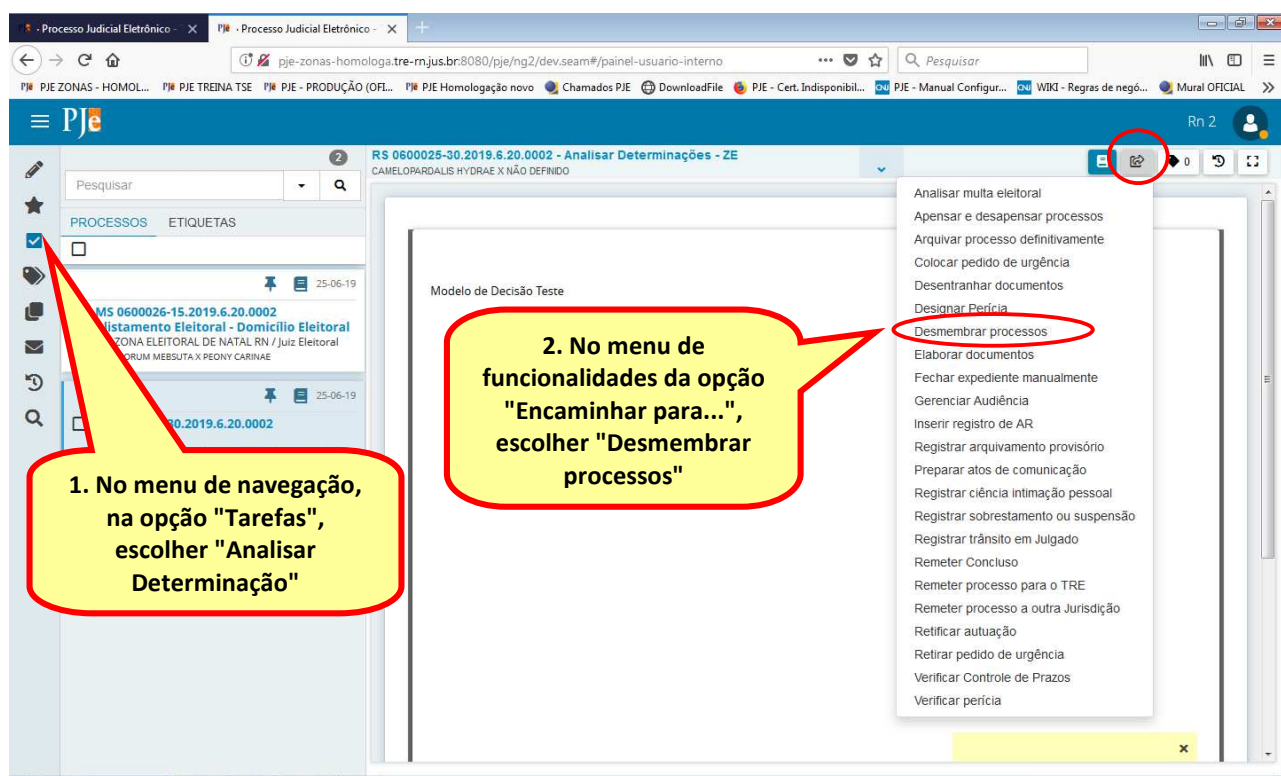 - Processo Judicial Eletrônico -
PJe - Processo Judicial Eletrônico -
pje-zonas-homologa.tre-rn.jus.br:8080/pje/ng2/dev.seam#/painel-usuario-interno
Pesquisar
PJe PJE ZONAS - HOMOL...
PJe PJE TREINA TSE
PJe PJE - PRODUÇÃO (OFI...
PJe PJE Homologação novo
Chamados PJE
DownloadFile
PJE - Cert. Indisponibil...
CNJ PJE - Manual Configur...
CNJ WIKI - Regras de negó...
Mural OFICIAL
PJe
Rn 2
2
Pesquisar
PROCESSOS ETIQUETAS
25-06-19
MS 0600026-15.2019.6.20.0002
listamento Eleitoral - Domicílio Eleitoral
ZONA ELEITORAL DE NATAL RN / Juiz Eleitoral
ORUM MEBSUTA X PEONY CARINAE
25-06-19
30.2019.6.20.0002
RS 0600025-30.2019.6.20.0002 - Analisar Determinações - ZE
CAMELOPARDALIS HYDRAE X NÃO DEFINIDO
0
Modelo de Decisão Teste
1. No menu de navegação,
na opção "Tarefas",
escolher "Analisar
Determinação"
2. No menu de
funcionalidades da opção
"Encaminhar para...",
escolher "Desmembrar
processos"
Analisar multa eleitoral
Apensar e desapensar processos
Arquivar processo definitivamente
Colocar pedido de urgência
Desentranhar documentos
Designar Perícia
Desmembrar processos
Elaborar documentos
Fechar expediente manualmente
Gerenciar Audiência
Inserir registro de AR
Registrar arquivamento provisório
Preparar atos de comunicação
Registrar ciência intimação pessoal
Registrar sobrestamento ou suspensão
Registrar trânsito em Julgado
Remeter Concluso
Remeter processo para o TRE
Remeter processo a outra Jurisdição
Retificar autuação
Retirar pedido de urgência
Verificar Controle de Prazos
Verificar perícia